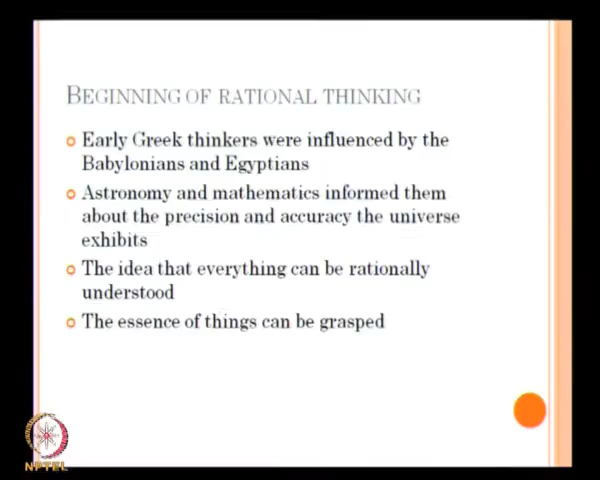 BEGINNING OF RATIONAL THINKING
Early Greek thinkers were influenced by the
Babylonians and Egyptians
Astronomy and mathematics informed them
about the precision and accuracy the universe
exhibits
The idea that everything can be rationally
understood
The essence of things can be grasped
NPTEL